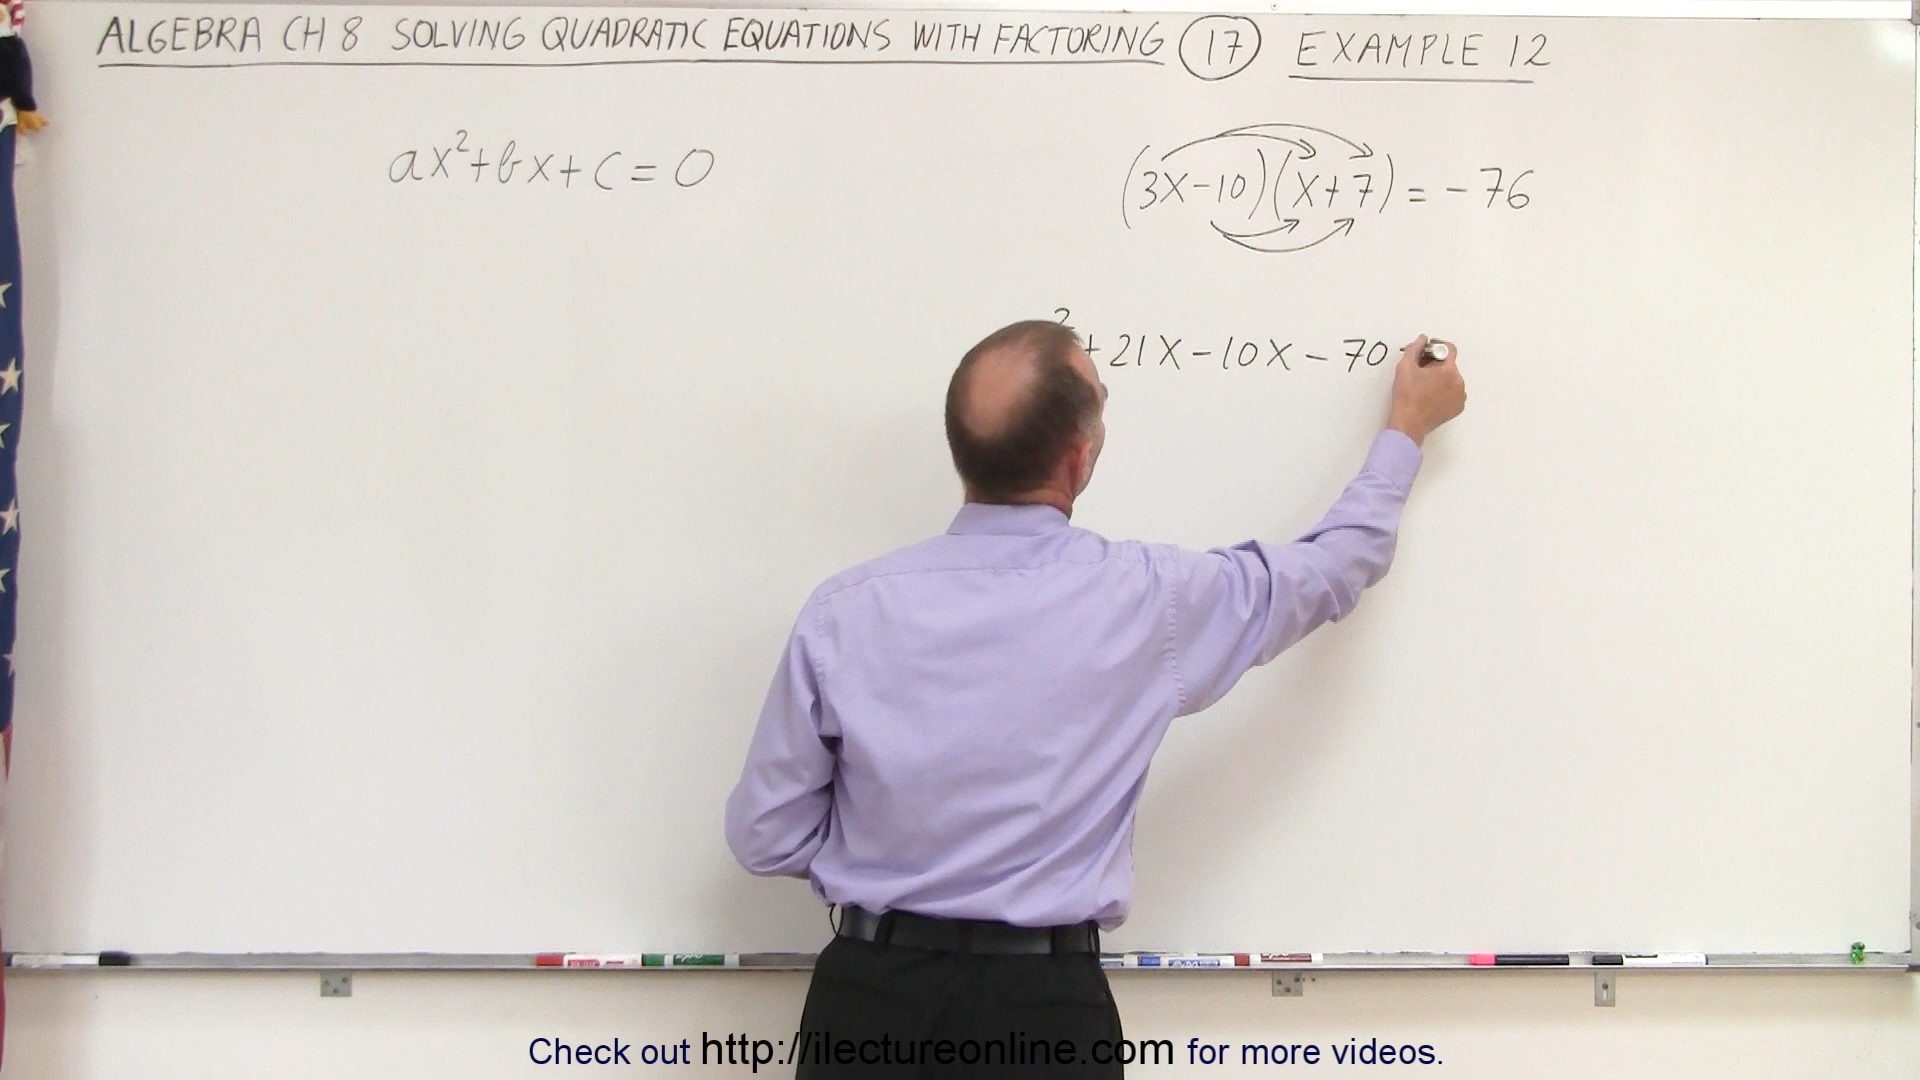 ALGEBRA CH 8 SOLVING QUADRATIC EQUATIONS WITH FACTORING 17 EXAMPLE 12
ax²+bx+c=0
(3X-10)(X+7)=-76
²+21X-10X-70
Check out http://ilectureonline.com for more videos.